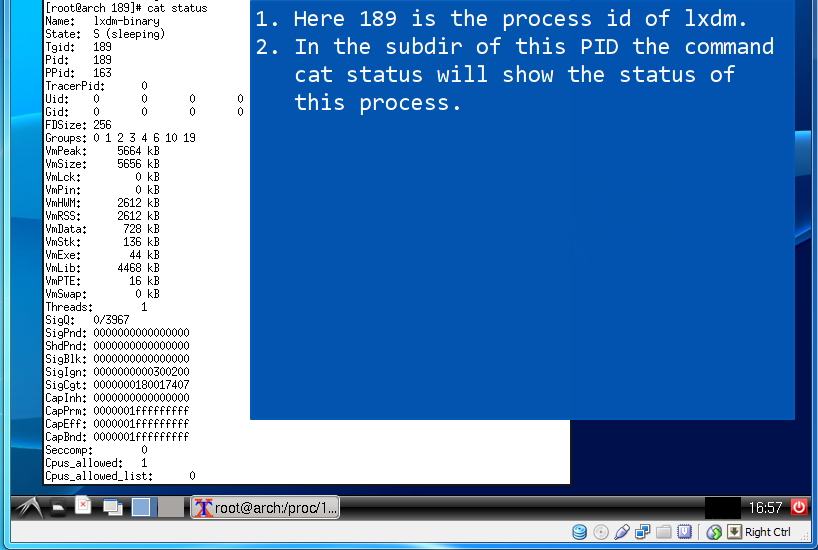 [root@arch 189]# cat status
Name: lxdm-binary
State: S (sleeping)
Tgid: 189
Pid: 189
PPid: 163
TracerPid: 0
Uid: 0 0 0 0
Gid: 0 0 0 0
FDSize: 256
Groups: 0 1 2 3 4 6 10 19
VmPeak: 5664 kB
VmSize: 5656 kB
VmLck: 0 kB
VmPin: 0 kB
VmHWM: 2612 kB
VmRSS: 2612 kB
VmData: 728 kB
VmStk: 136 kB
VmExe: 44 kB
VmLib: 4468 kB
VmPTE: 16 kB
VmSwap: 0 kB
Threads: 1
SigQ: 0/3967
SigPnd: 0000000000000000
ShdPnd: 0000000000000000
SigBlk: 0000000000000000
SigIgn: 0000000000300200
SigCgt: 0000000180017407
CapInh: 0000000000000000
CapPrm: 0000001fffffffff
CapEff: 0000001fffffffff
CapBnd: 0000001fffffffff
Seccomp: 0
Cpus_allowed: 1
Cpus_allowed_list: 0
1. Here 189 is the process id of lxdm.
2. In the subdir of this PID the command
cat status will show the status of
this process.
root@arch:/proc/1...
16:57
Right Ctrl